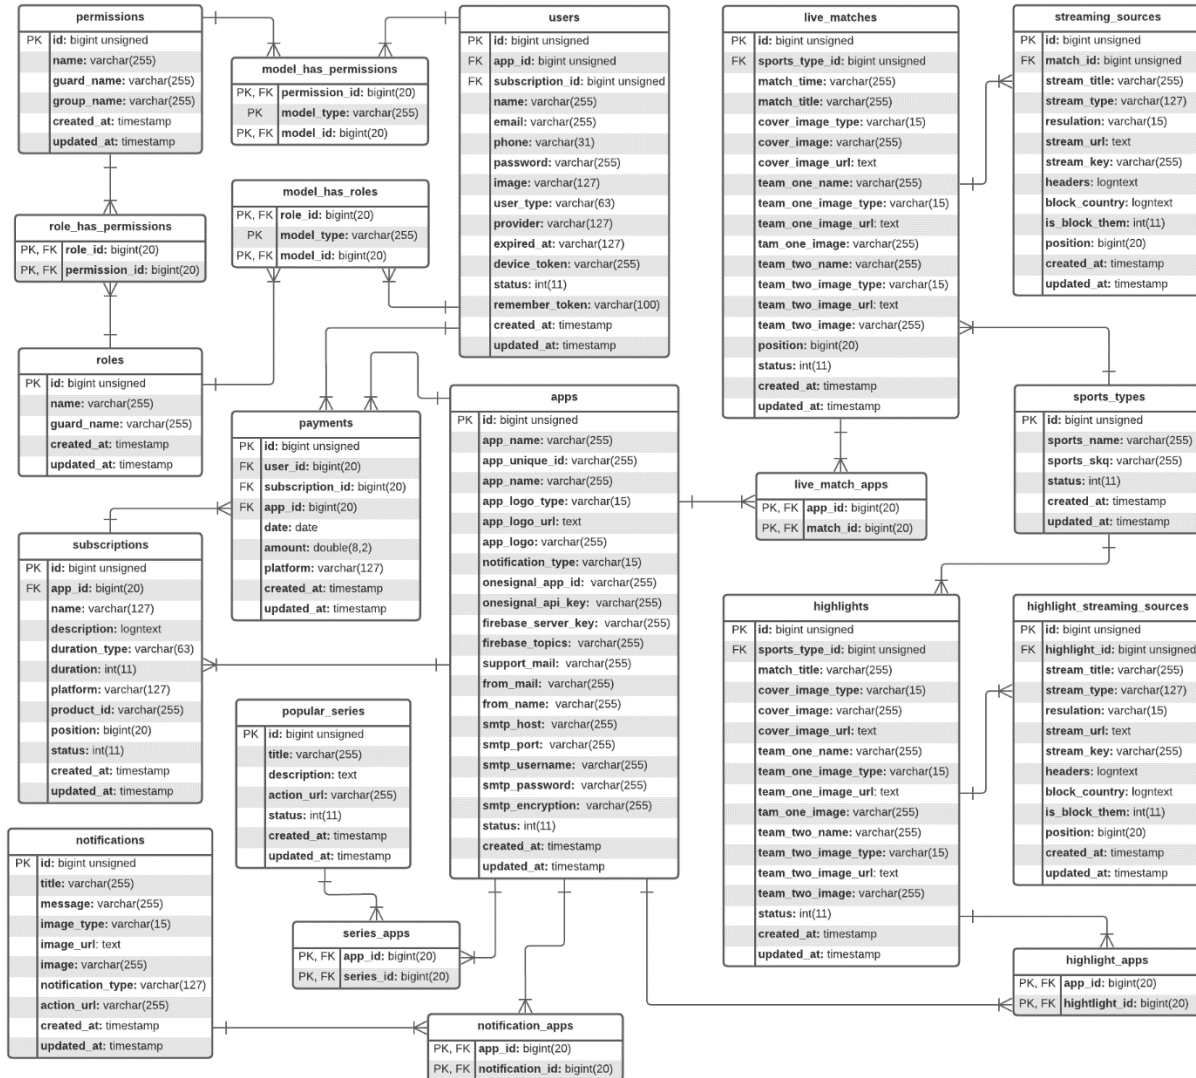 permissions
PK id: bigint unsigned
name: varchar(255)
guard_name: varchar(255)
group_name: varchar(255)
created_at: timestamp
updated_at: timestamp
model_has_permissions
PK, FK permission_id: bigint(20)
PK model_type: varchar(255)
PK, FK model_id: bigint(20)
users
PK id: bigint unsigned
FK app_id: bigint unsigned
FK subscription_id: bigint unsigned
name: varchar(255)
email: varchar(255)
phone: varchar(31)
password: varchar(255)
image: varchar(127)
user_type: varchar(63)
provider: varchar(127)
expired_at: varchar(127)
device_token: varchar(255)
status: int(11)
remember_token: varchar(100)
created_at: timestamp
updated_at: timestamp
live_matches
PK id: bigint unsigned
FK sports_type_id: bigint unsigned
match_time: varchar(255)
match_title: varchar(255)
cover_image_type: varchar(15)
cover_image: varchar(255)
cover_image_url: text
team_one_name: varchar(255)
team_one_image_type: varchar(15)
team_one_image_url: text
tam_one_image: varchar(255)
team_two_name: varchar(255)
team_two_image_type: varchar(15)
team_two_image_url: text
team_two_image: varchar(255)
position: bigint(20)
status: int(11)
created_at: timestamp
updated_at: timestamp
streaming_sources
PK id: bigint unsigned
FK match_id: bigint unsigned
stream_title: varchar(255)
stream_type: varchar(127)
resulation: varchar(15)
stream_url: text
stream_key: varchar(255)
headers: logntext
block_country: logntext
is_block_them: int(11)
position: bigint(20)
created_at: timestamp
updated_at: timestamp
model_has_roles
PK, FK role_id: bigint(20)
PK model_type: varchar(255)
PK, FK model_id: bigint(20)
role_has_permissions
PK, FK role_id: bigint(20)
PK, FK permission_id: bigint(20)
roles
PK id: bigint unsigned
name: varchar(255)
guard_name: varchar(255)
created_at: timestamp
updated_at: timestamp
payments
PK id: bigint unsigned
FK user_id: bigint(20)
FK subscription_id: bigint(20)
FK app_id: bigint(20)
date: date
amount: double(8,2)
platform: varchar(127)
created_at: timestamp
updated_at: timestamp
apps
PK id: bigint unsigned
app_name: varchar(255)
app_unique_id: varchar(255)
app_name: varchar(255)
app_logo_type: varchar(15)
app_logo_url: text
app_logo: varchar(255)
notification_type: varchar(15)
onesignal_app_id: varchar(255)
onesignal_api_key: varchar(255)
firebase_server_key: varchar(255)
firebase_topics: varchar(255)
support_mail: varchar(255)
from_mail: varchar(255)
from_name: varchar(255)
smtp_host: varchar(255)
smtp_port: varchar(255)
smtp_username: varchar(255)
smtp_password: varchar(255)
smtp_encryption: varchar(255)
status: int(11)
created_at: timestamp
updated_at: timestamp
sports_types
PK id: bigint unsigned
sports_name: varchar(255)
sports_skq: varchar(255)
status: int(11)
created_at: timestamp
updated_at: timestamp
live_match_apps
PK, FK app_id: bigint(20)
PK, FK match_id: bigint(20)
subscriptions
PK id: bigint unsigned
FK app_id: bigint(20)
name: varchar(127)
description: logntext
duration_type: varchar(63)
duration: int(11)
platform: varchar(127)
product_id: varchar(255)
position: bigint(20)
status: int(11)
created_at: timestamp
updated_at: timestamp
highlights
PK id: bigint unsigned
FK sports_type_id: bigint unsigned
match_title: varchar(255)
cover_image_type: varchar(15)
cover_image: varchar(255)
cover_image_url: text
team_one_name: varchar(255)
team_one_image_type: varchar(15)
team_one_image_url: text
tam_one_image: varchar(255)
team_two_name: varchar(255)
team_two_image_type: varchar(15)
team_two_image_url: text
team_two_image: varchar(255)
status: int(11)
created_at: timestamp
updated_at: timestamp
highlight_streaming_sources
PK id: bigint unsigned
FK highlight_id: bigint unsigned
stream_title: varchar(255)
stream_type: varchar(127)
resulation: varchar(15)
stream_url: text
stream_key: varchar(255)
headers: logntext
block_country: logntext
is_block_them: int(11)
position: bigint(20)
created_at: timestamp
updated_at: timestamp
popular_series
PK id: bigint unsigned
title: varchar(255)
description: text
action_url: varchar(255)
status: int(11)
created_at: timestamp
updated_at: timestamp
notifications
PK id: bigint unsigned
title: varchar(255)
message: varchar(255)
image_type: varchar(15)
image_url: text
image: varchar(255)
notification_type: varchar(127)
action_url: varchar(255)
created_at: timestamp
updated_at: timestamp
series_apps
PK, FK app_id: bigint(20)
PK, FK series_id: bigint(20)
highlight_apps
PK, FK app_id: bigint(20)
PK, FK hightlight_id: bigint(20)
notification_apps
PK, FK app_id: bigint(20)
PK, FK notification_id: bigint(20)